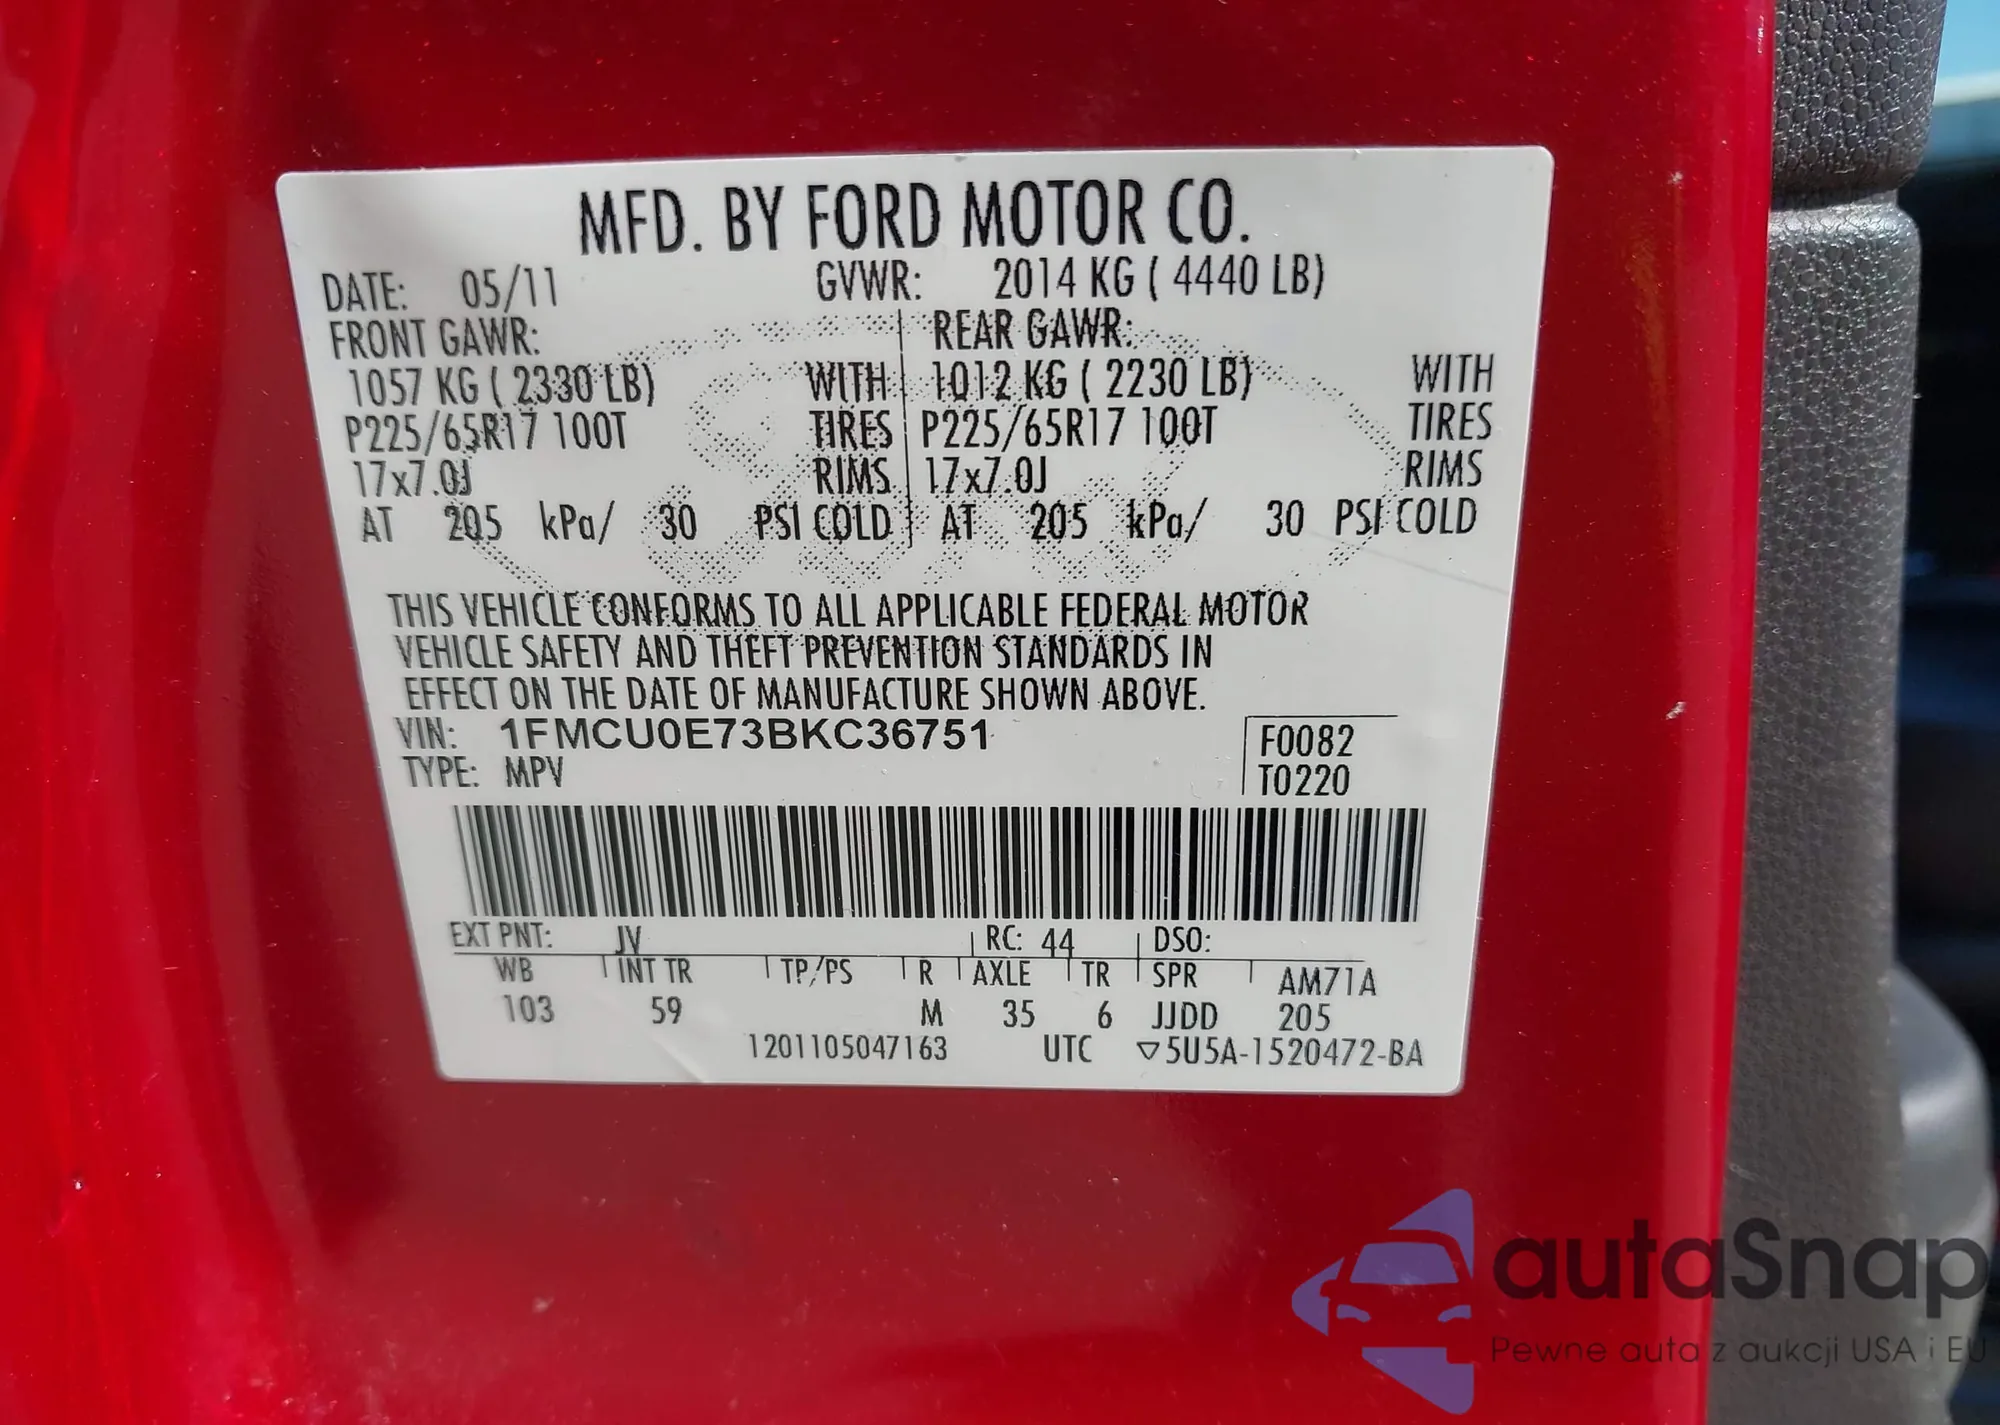 MFD. BY FORD MOTOR CO.
DATE: 05/11 GVWR: 2014 KG ( 4440 LB)
FRONT GAWR: REAR GAWR:
1057 KG ( 2330 LB) WITH 1012 KG ( 2230 LB) WITH
P225/65R17 100T TIRES P225/65R17 100T TIRES
17x7.0J RIMS 17x7.0J RIMS
AT 205 kPa/ 30 PSI COLD AT 205 kPa/ 30 PSI COLD
THIS VEHICLE CONFORMS TO ALL APPLICABLE FEDERAL MOTOR
VEHICLE SAFETY AND THEFT PREVENTION STANDARDS IN
EFFECT ON THE DATE OF MANUFACTURE SHOWN ABOVE.
VIN: 1FMCU0E73BKC36751 F0082
TYPE: MPV T0220
EXT PNT: JV RC: 44 DSO:
WB INT TR TP/PS R AXLE TR SPR AM71A
103 59 M 35 6 JJDD 205
1201105047163 UTC ▽5U5A-1520472-BA
autaSnap
Pewne auta z aukcji USA i EU